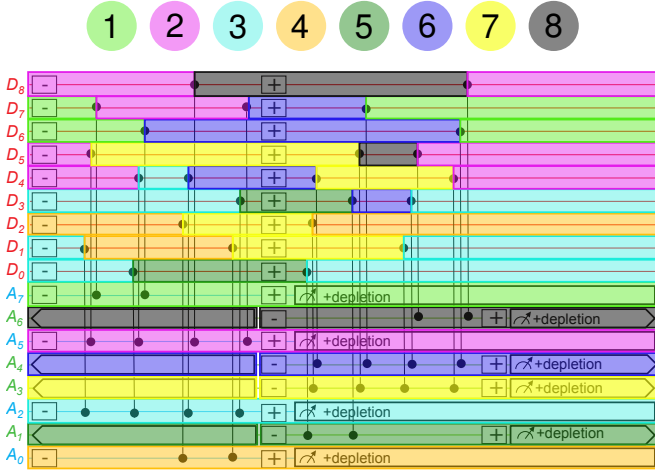 1 2 3 4 5 6 7 8
D8 - +
D7 - +
D6 - +
D5 - +
D4 - +
D3 - +
D2 - +
D1 - +
D0 - +
A7 - + +depletion
A6 - + +depletion
A5 - + +depletion
A4 - + +depletion
A3 - + +depletion
A2 - + +depletion
A1 - + +depletion
A0 - + +depletion